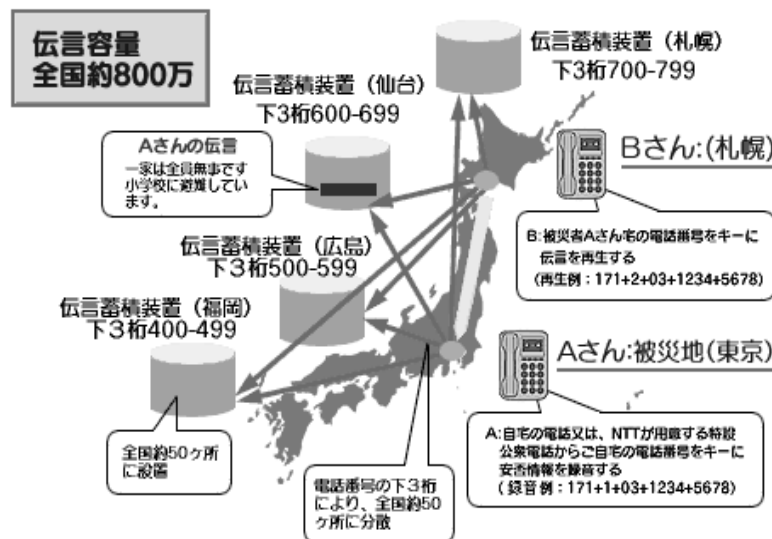 伝言容量
全国約800万
伝言蓄積装置（札幌）
下3桁700-799
伝言蓄積装置（仙台）
下3桁600-699
Aさんの伝言
一家は全員無事です
小学校に避難してい
ます。
Bさん:(札幌)
B:被災者Aさん宅の電話番号をキーに
伝言を再生する
(再生例：171+2+03+1234+5678)
伝言蓄積装置（広島）
下3桁500-599
伝言蓄積装置（福岡）
下3桁400-499
Aさん:被災地(東京)
全国約50ヶ所
に設置
電話番号の下3桁
により、全国約50
ヶ所に分散
A:自宅の電話又は、NTTが用意する特設
公衆電話からご自宅の電話番号をキーに
安否情報を録音する
(録音例：171+1+03+1234+5678)